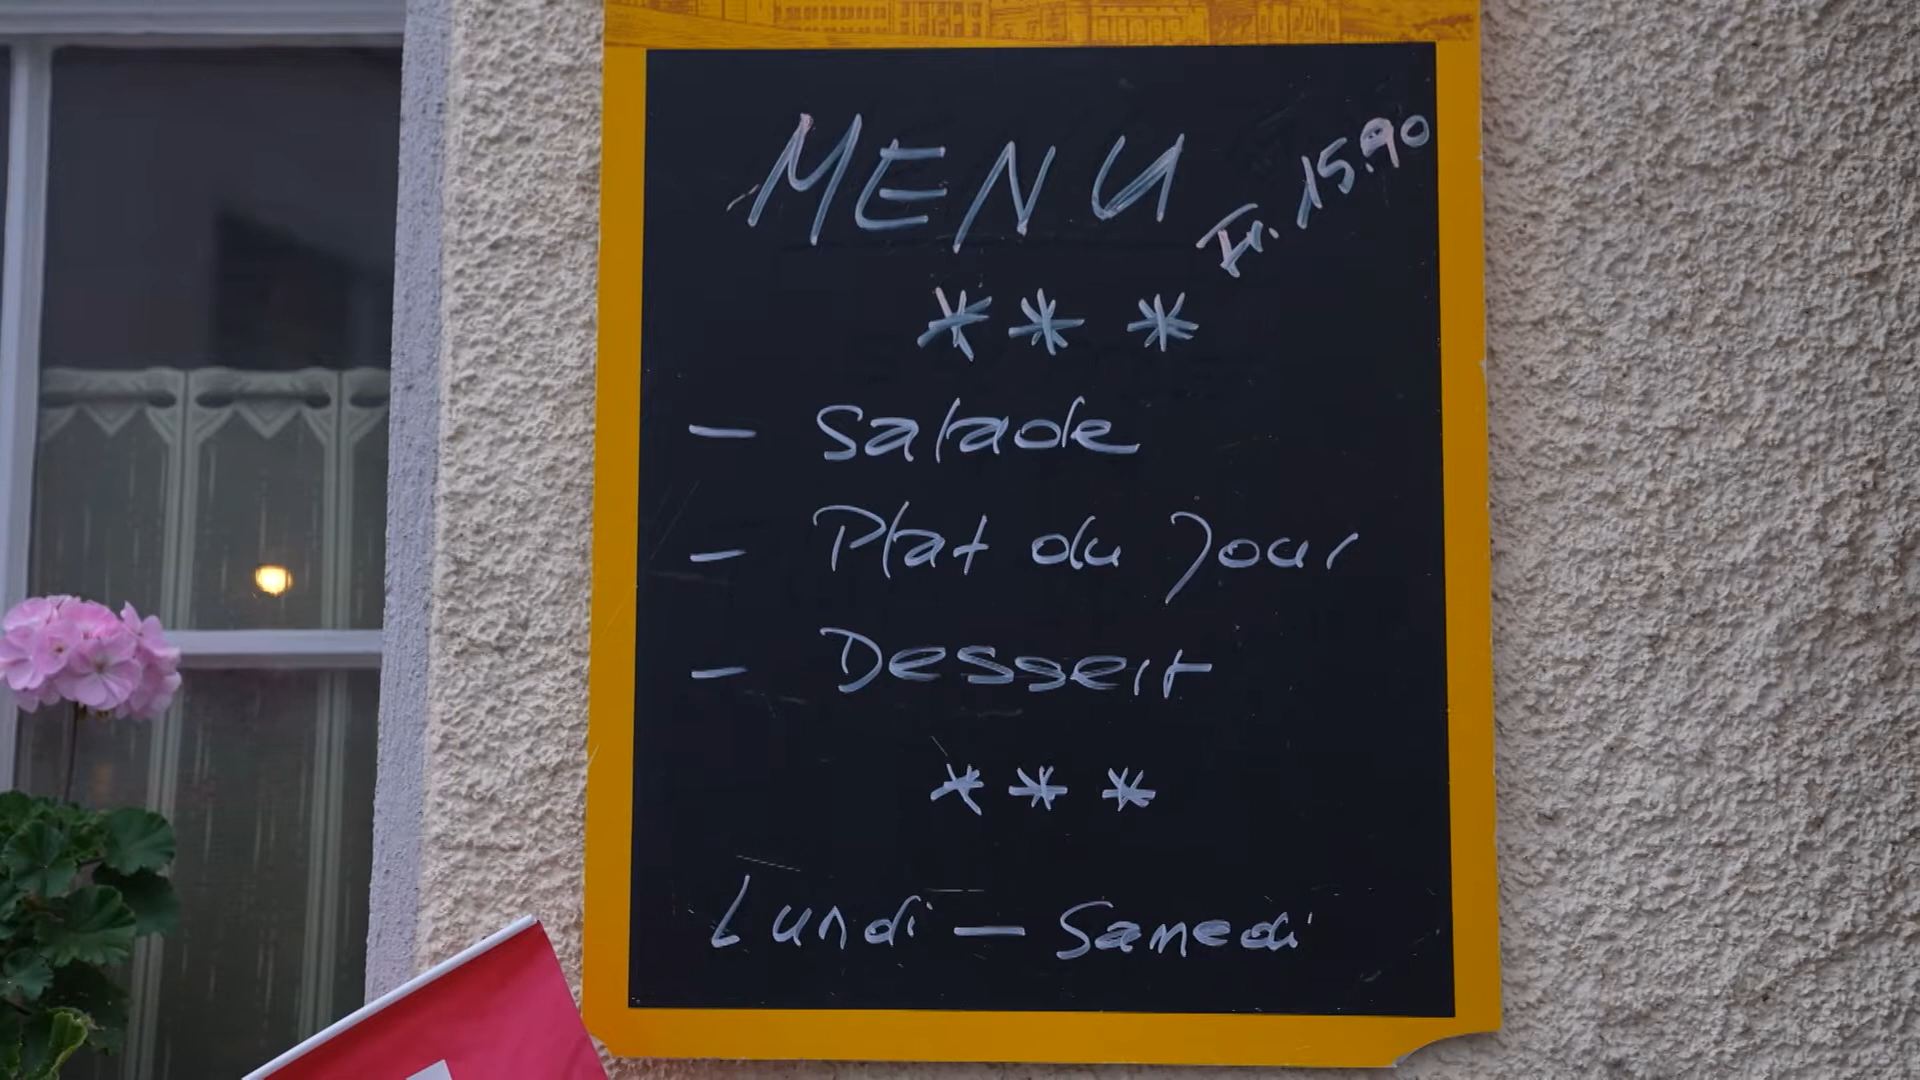 MENU Fr. 15.90
* * *
- Salade
- Plat du Jour
- Dessert
* * *
Lundi - Samedi